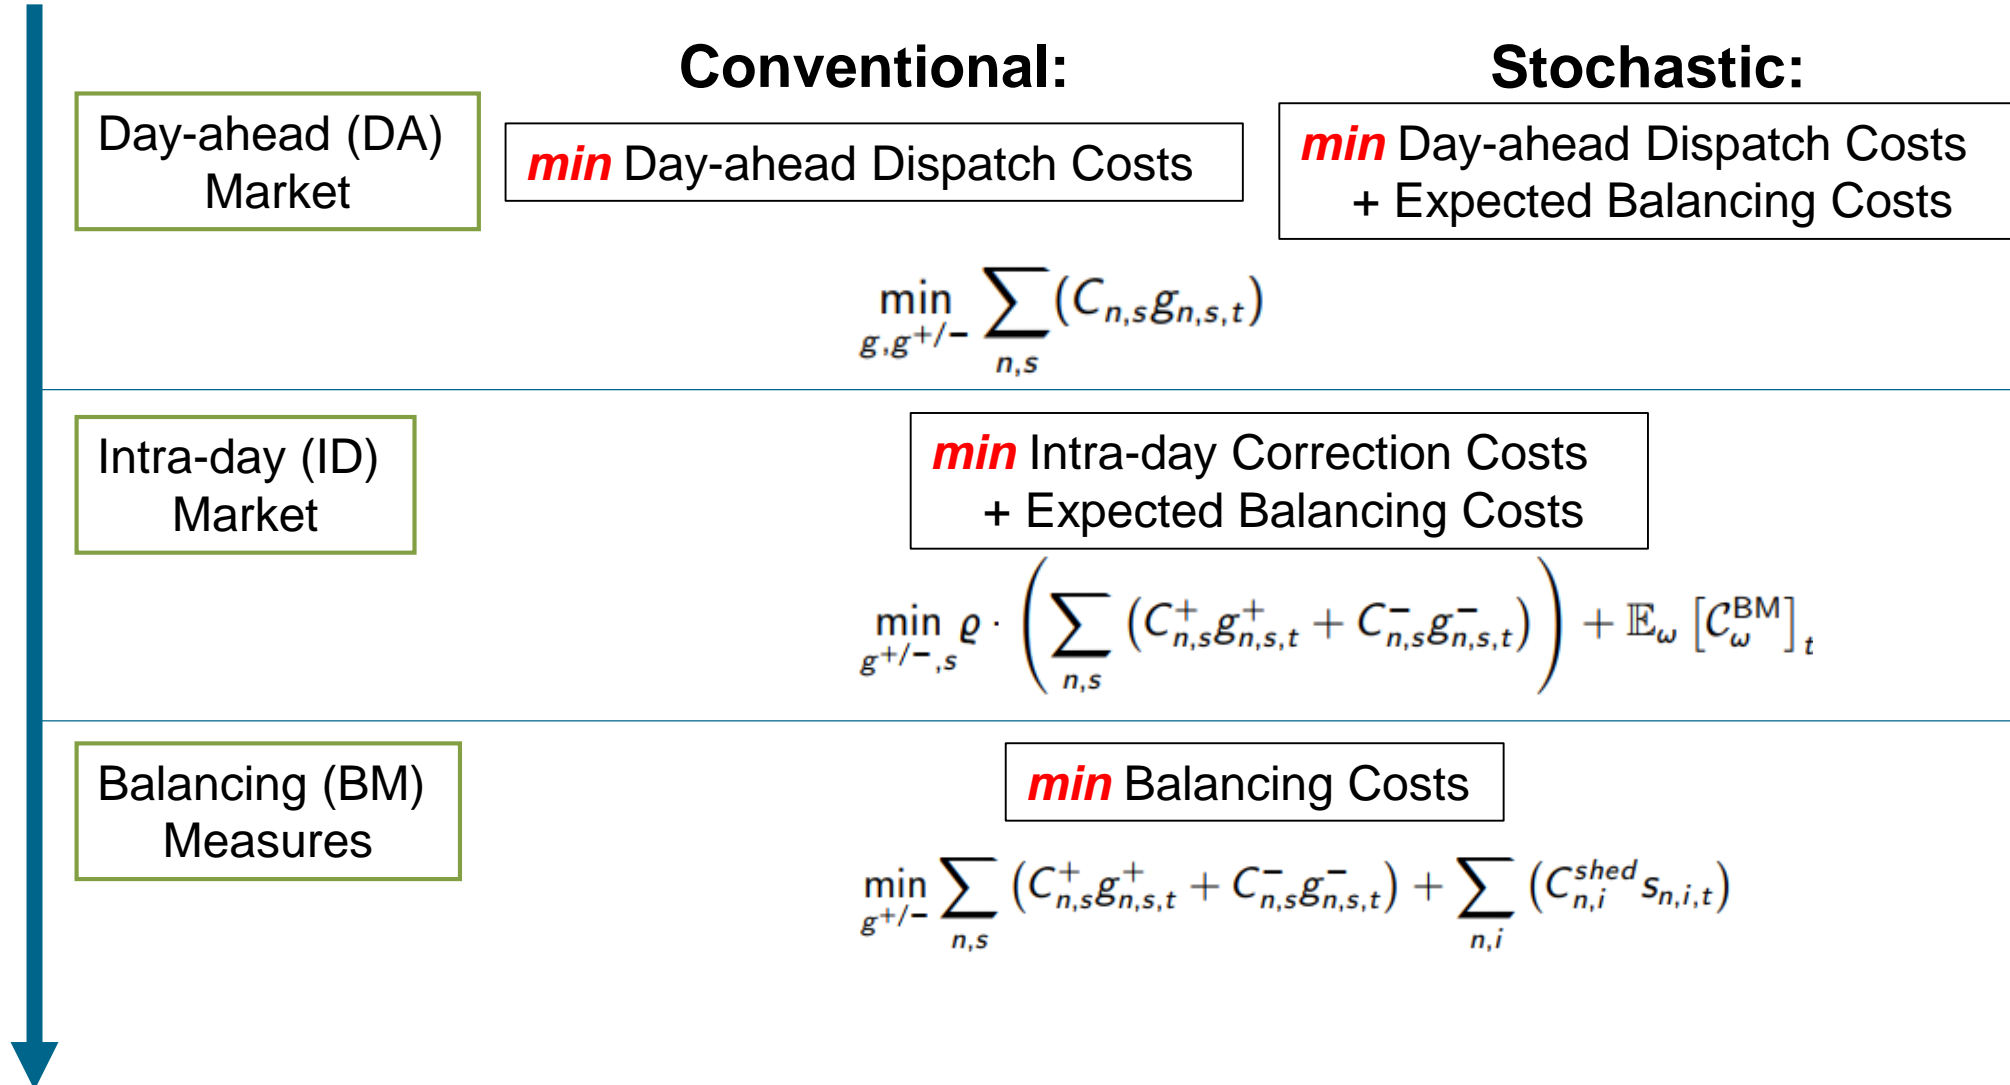 Conventional:
Stochastic:
Day-ahead (DA)
Market
min Day-ahead Dispatch Costs
min Day-ahead Dispatch Costs
+ Expected Balancing Costs
min_{g,g^{+/−}} ∑_{n,s} (C_{n,s} g_{n,s,t})
Intra-day (ID)
Market
min Intra-day Correction Costs
+ Expected Balancing Costs
min_{g^{+/−},s} ϱ · (∑_{n,s} (C^+_{n,s} g^+_{n,s,t} + C^−_{n,s} g^−_{n,s,t})) + 𝔼_ω [𝒞^{BM}_ω]_t
Balancing (BM)
Measures
min Balancing Costs
min_{g^{+/−}} ∑_{n,s} (C^+_{n,s} g^+_{n,s,t} + C^−_{n,s} g^−_{n,s,t}) + ∑_{n,i} (C^{shed}_{n,i} s_{n,i,t})